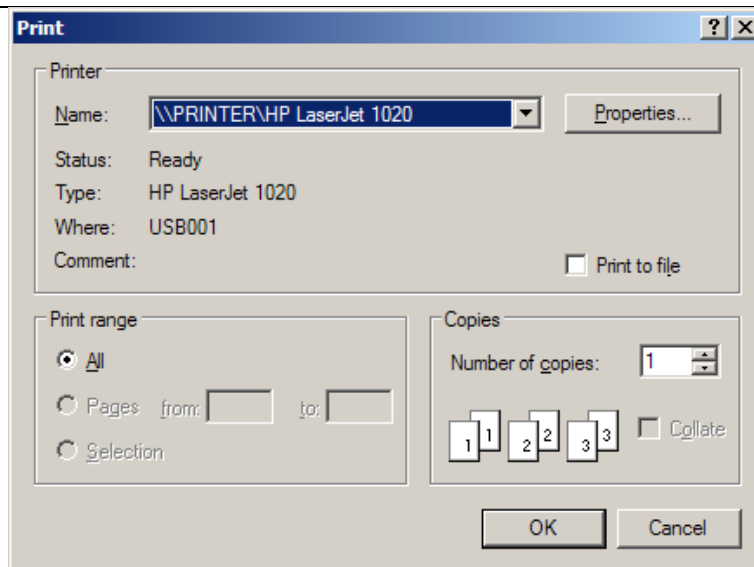 Print
Printer
Name: \\PRINTER\HP LaserJet 1020 Properties...
Status: Ready
Type: HP LaserJet 1020
Where: USB001
Comment: Print to file
Print range
All
Pages from: to:
Selection
Copies
Number of copies: 1
1 1 2 2 3 3 Collate
OK Cancel